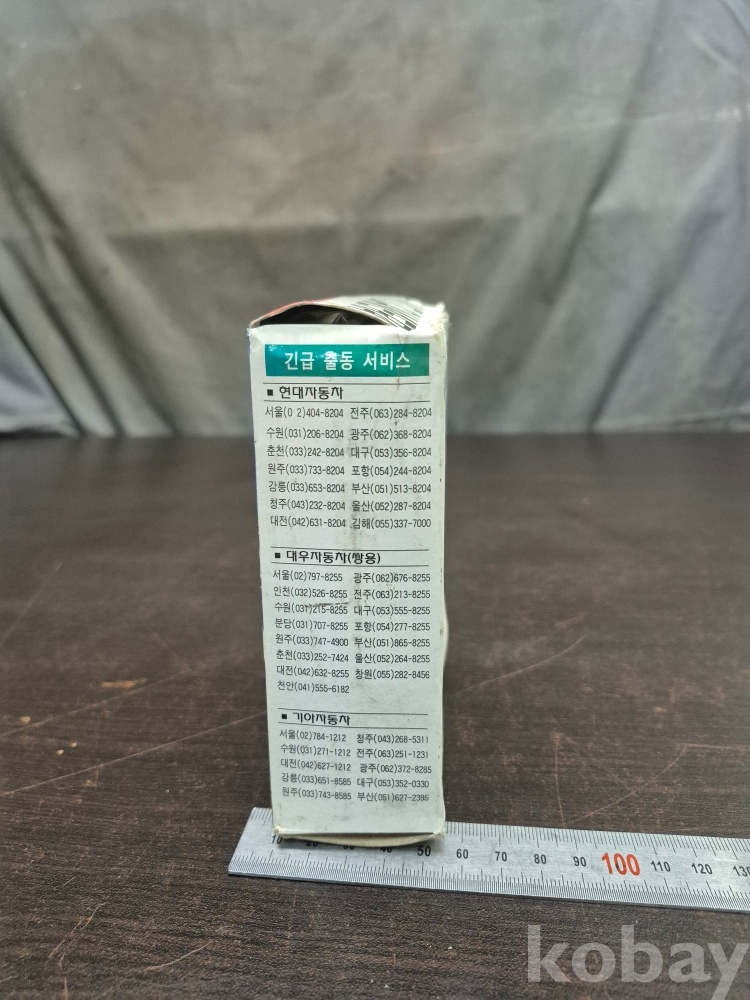 긴급 출동 서비스
■ 현대자동차
서울(0 2)404-8204 전주(063)284-8204
수원(031)206-8204 광주(062)368-8204
춘천(033)242-8204 대구(053)356-8204
원주(033)733-8204 포항(054)244-8204
강릉(033)653-8204 부산(051)513-8204
청주(043)232-8204 울산(052)287-8204
대전(042)631-8204 김해(055)337-7000
■ 대우자동차(쌍용)
서울(02)797-8255 광주(062)676-8255
인천(032)526-8255 전주(063)213-8255
수원(031)215-8255 대구(053)555-8255
분당(031)707-8255 포항(054)277-8255
원주(033)747-4900 부산(051)865-8255
춘천(033)252-7424 울산(052)264-8255
대전(042)632-8255 창원(055)282-8456
천안(041)555-6182
■ 기아자동차
서울(02)784-1212 청주(043)268-5311
수원(031)271-1212 전주(063)251-1231
대전(042)627-1212 광주(062)372-8285
강릉(033)651-8585 대구(053)352-0330
원주(033)743-8585 부산(051)627-2395
10 20 30 40 50 60 70 80 90 100 110 120 130
kobay